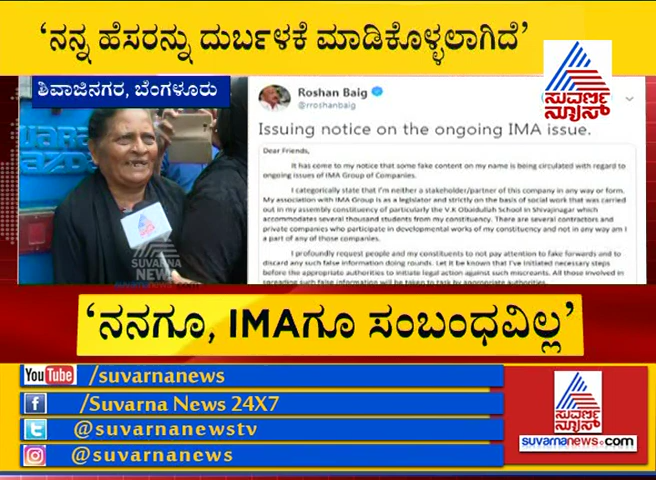 ‘ನನ್ನ ಹೆಸರನ್ನು ದುರ್ಬಳಕೆ ಮಾಡಿಕೊಳ್ಳಲಾಗಿದೆ’
ಸುವರ್ಣ
ನ್ಯೂಸ್
ಶಿವಾಜಿನಗರ, ಬೆಂಗಳೂರು
Roshan Baig
@rroshanbaig
Issuing notice on the ongoing IMA issue.
Dear Friends,
It has come to my notice that some fake content on my name is being circulated with regard to
ongoing issues of IMA Group of Companies.
I categorically state that I'm neither a stakeholder/partner of this company in any way or form.
My association with IMA Group is as a legislator and strictly on the basis of social work that was carried
out in my assembly constituency of particularly the V.K Obaidullah School in Shivajinagar which
accommodates several thousand students from my constituency. There are several contractors and
private companies who participate in developmental works of my constituency and not in any way am I
a part of any of those companies.
I profoundly request people and my constituents to not pay attention to fake forwards and to
discard any such false information doing rounds. Let it be known that I've initiated necessary steps
before the appropriate authorities to initiate legal action against such miscreants. All those involved in
spreading such false information will be taken to task by appropriate authorities.
SUVARNA
NEWS
‘ನನಗೂ, IMAಗೂ ಸಂಬಂಧವಿಲ್ಲ’
YouTube /suvarnanews
f /Suvarna News 24X7
@suvarnanewstv
@suvarnanews
ಸುವರ್ಣ
ನ್ಯೂಸ್
suvarnanews.com